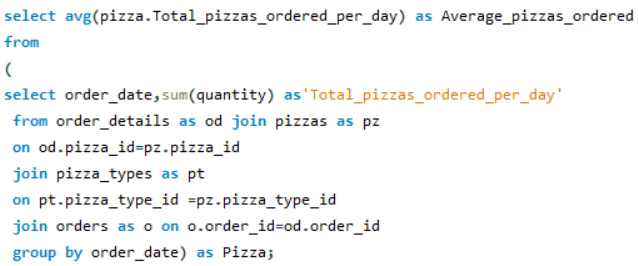 select avg(pizza.Total_pizzas_ordered_per_day) as Average_pizzas_ordered
from
(
select order_date,sum(quantity) as'Total_pizzas_ordered_per_day'
from order_details as od join pizzas as pz
on od.pizza_id=pz.pizza_id
join pizza_types as pt
on pt.pizza_type_id =pz.pizza_type_id
join orders as o on o.order_id=od.order_id
group by order_date) as Pizza;